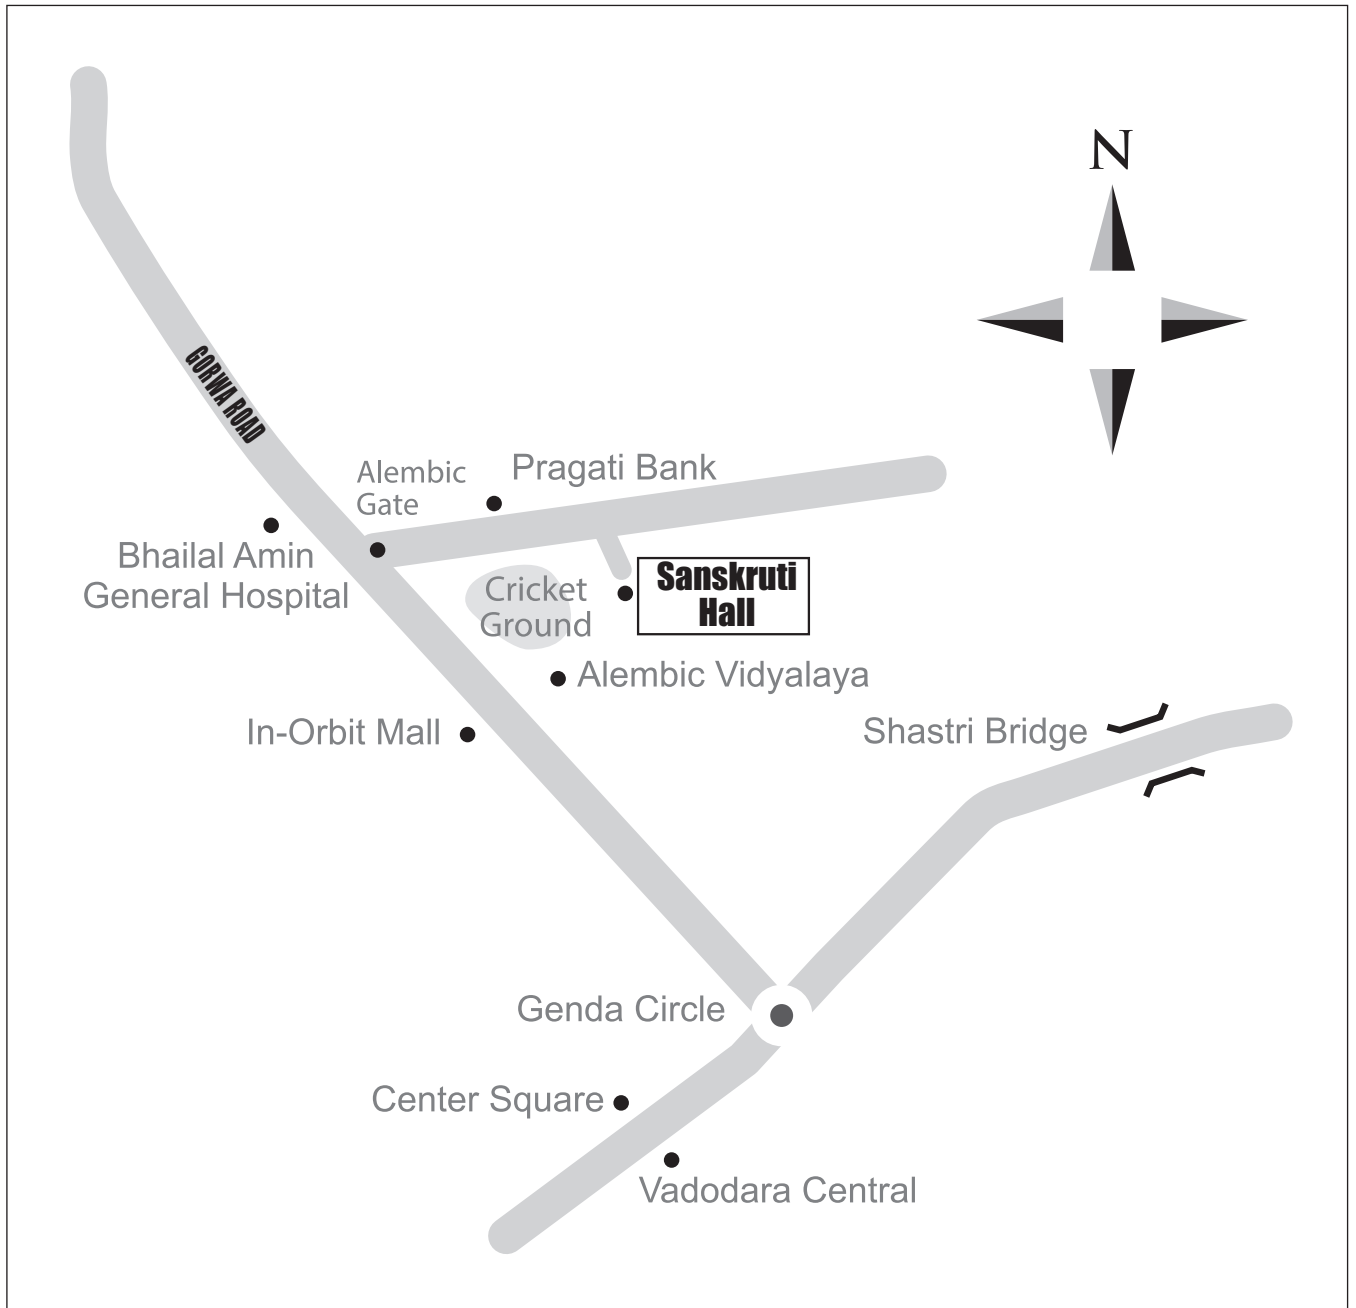 N
GORWA ROAD
Alembic
Gate
Pragati Bank
Bhailal Amin
General Hospital
Cricket
Ground
Sanskruti
Hall
Alembic Vidyalaya
In-Orbit Mall
Shastri Bridge
Genda Circle
Center Square
Vadodara Central